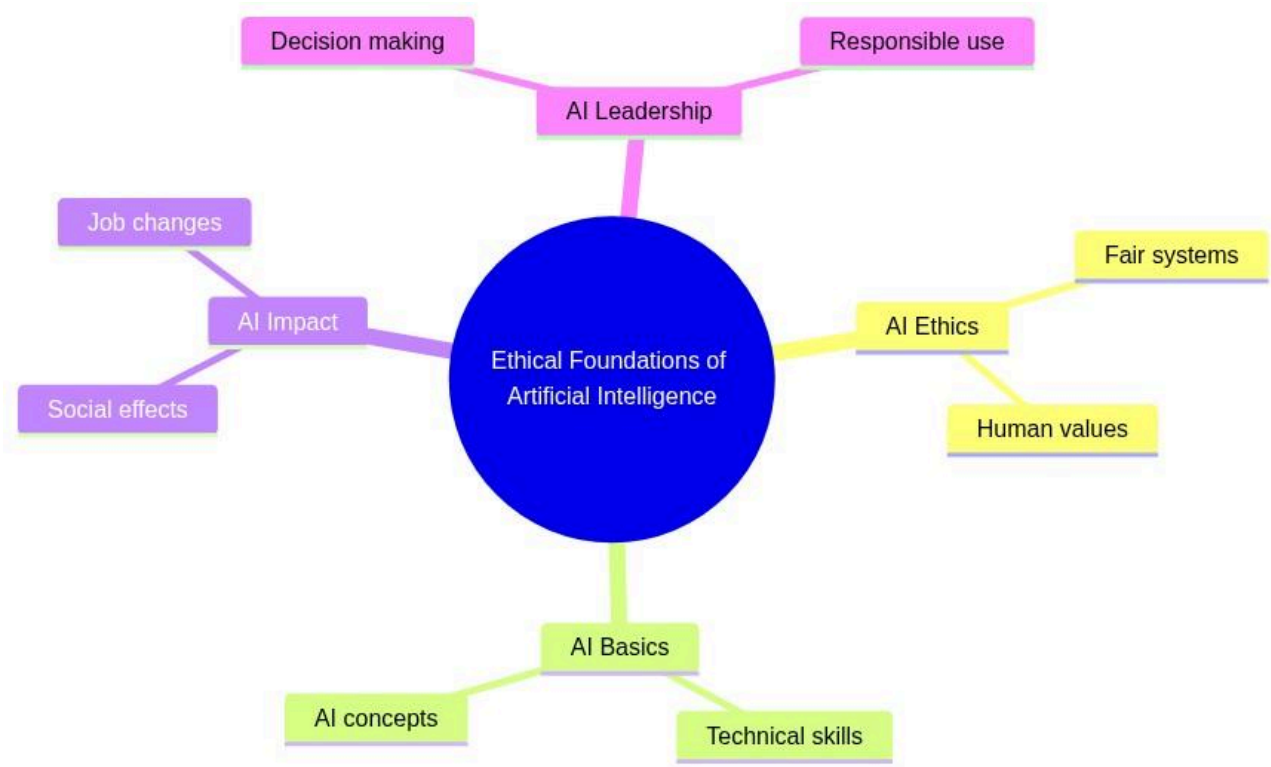 Decision making
Responsible use
AI Leadership
Job changes
Fair systems
AI Impact
AI Ethics
Ethical Foundations of
Artificial Intelligence
Social effects
Human values
AI Basics
AI concepts
Technical skills